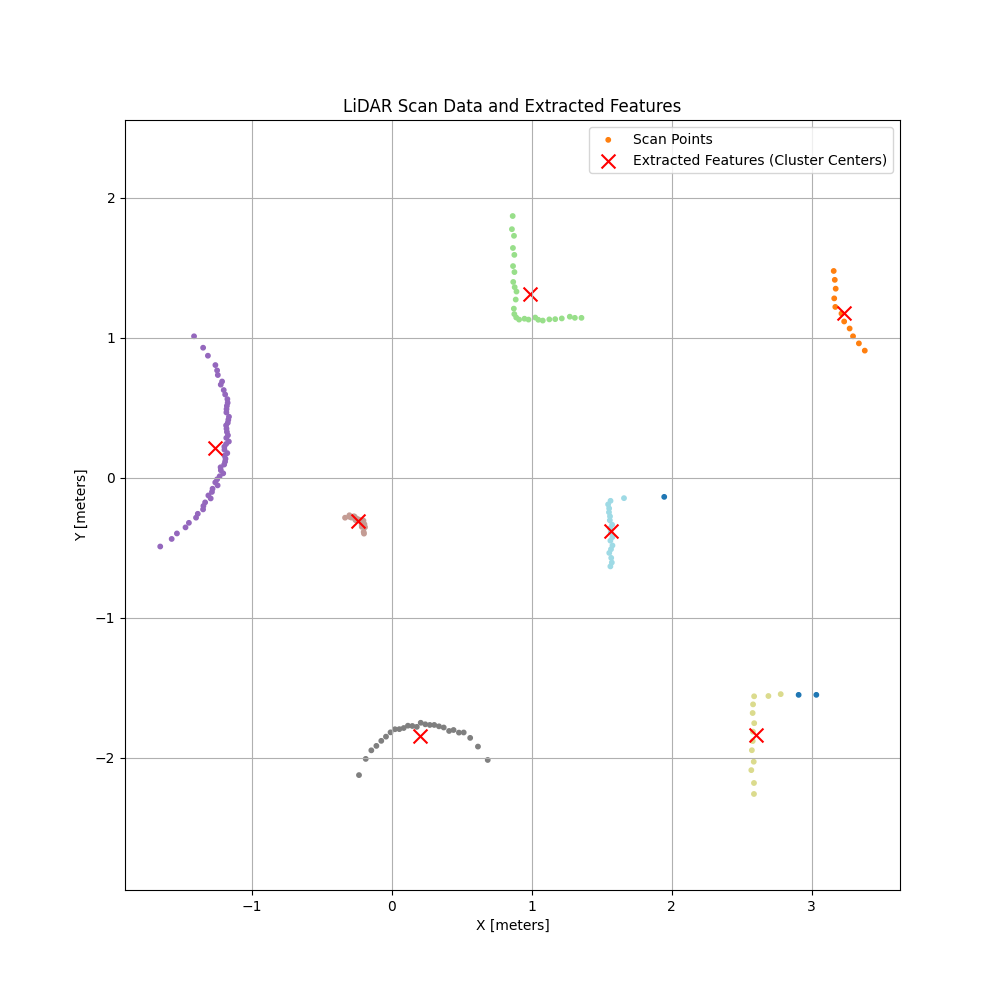 LiDAR Scan Data and Extracted Features
Scan Points
Extracted Features (Cluster Centers)
Y [meters]
2
1
0
−1
−2
−1
0
1
2
3
X [meters]